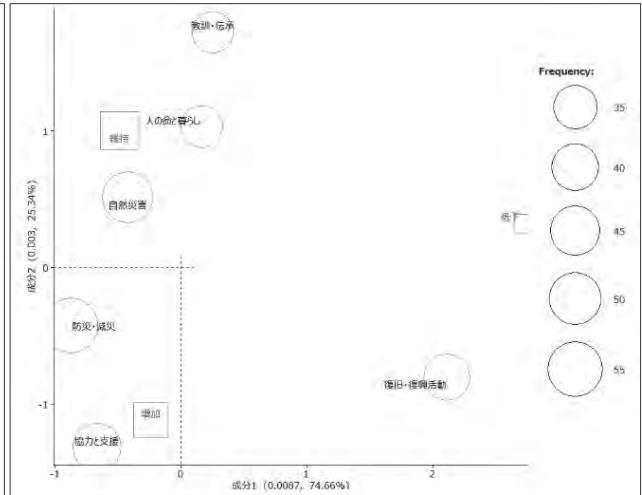 教訓・伝承
Frequency:
35
人の命と暮らし
1
維持
40
自然災害
低下
45
0
50
防災・減災
55
復旧・復興活動
-1
増加
協力と支援
-1
0
1
2
成分1 (0.0087, 74.66%)
成分2 (0.003, 25.34%)